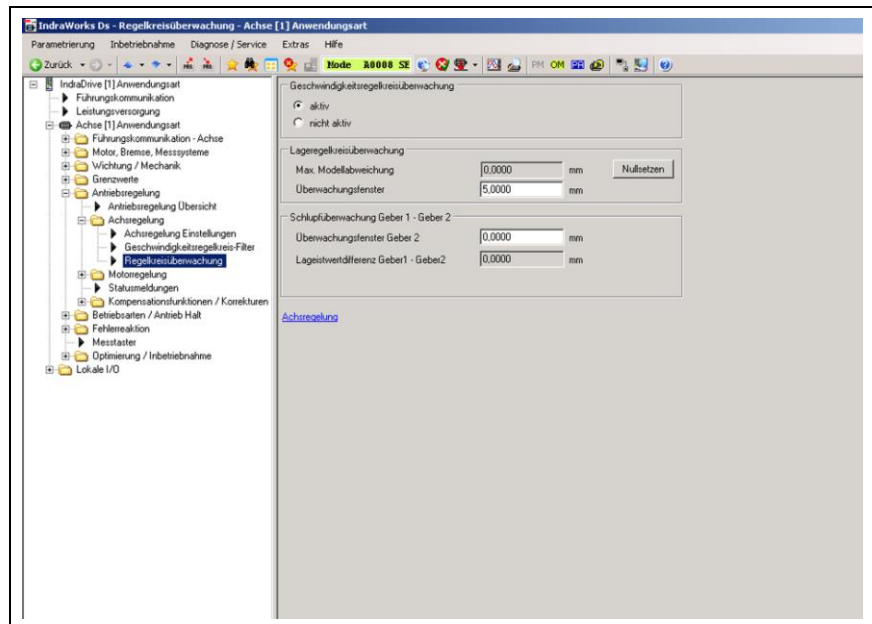 IndraWorks Ds - Regelkreisüberwachung - Achse [1] Anwendungsart
Parametrierung Inbetriebnahme Diagnose / Service Extras Hilfe
Zurück Mode A0008 SE PM OM
IndraDrive [1] Anwendungsart
Führungskommunikation
Leistungsversorgung
Achse [1] Anwendungsart
Führungskommunikation - Achse
Motor, Bremse, Messsysteme
Wichtung / Mechanik
Grenzwerte
Antriebsregelung
Antriebsregelung Übersicht
Achsregelung
Achsregelung Einstellungen
Geschwindigkeitsregelkreis-Filter
Regelkreisüberwachung
Motorregelung
Statusmeldungen
Kompensationsfunktionen / Korrekturen
Betriebsarten / Antrieb Halt
Fehlerreaktion
Messtaster
Optimierung / Inbetriebnahme
Lokale I/O
Geschwindigkeitsregelkreisüberwachung
aktiv
nicht aktiv
Lageregelkreisüberwachung
Max. Modellabweichung 0,0000 mm Nullsetzen
Überwachungsfenster 5,0000 mm
Schlupfüberwachung Geber 1 - Geber 2
Überwachungsfenster Geber 2 0,0000 mm
Lageistwertdifferenz Geber1 - Geber2 0,0000 mm
Achsregelung